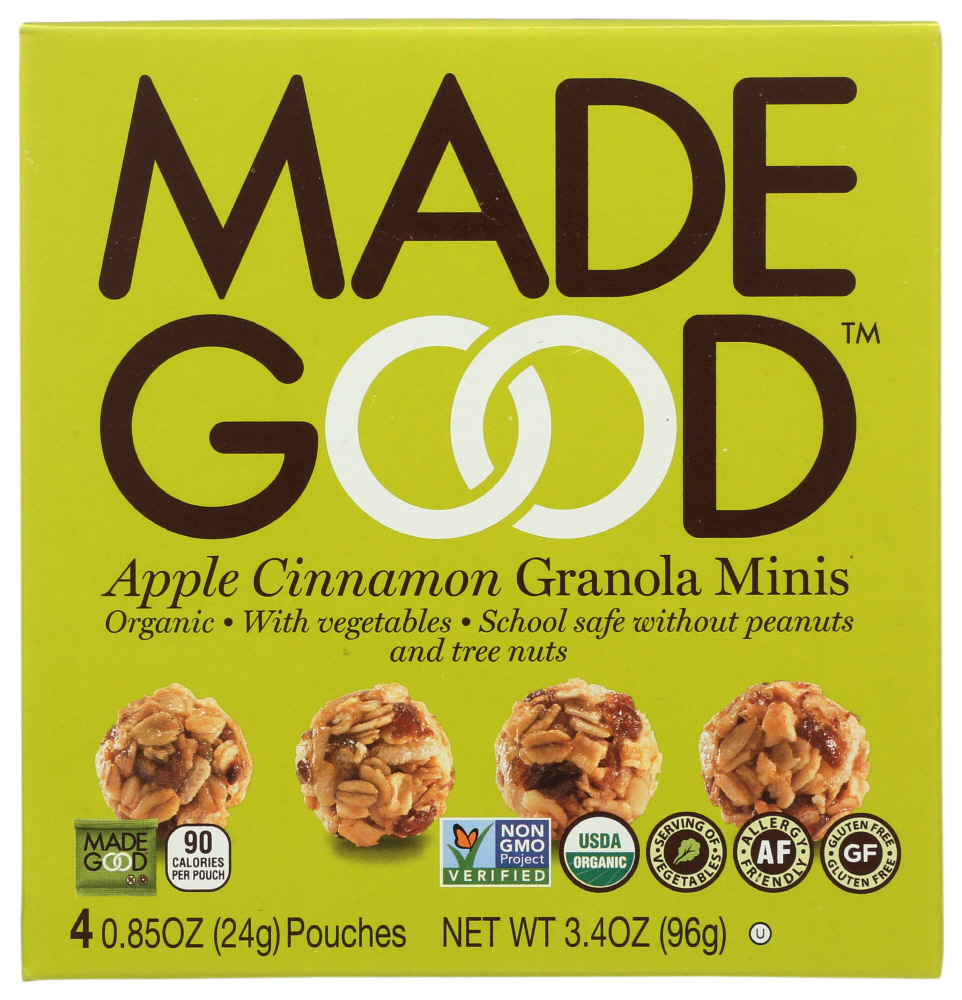 MADE
GOOD™
Apple Cinnamon Granola Minis
Organic • With vegetables • School safe without peanuts
and tree nuts
MADE
GOOD
90
CALORIES
PER POUCH
NON
GMO
Project
VERIFIED
USDA
ORGANIC
SERVING OF
VEGETABLES
ALLERGY
AF
FRIENDLY
GLUTEN FREE
GF
GLUTEN FREE
4 0.85OZ (24g) Pouches NET WT 3.4OZ (96g) U